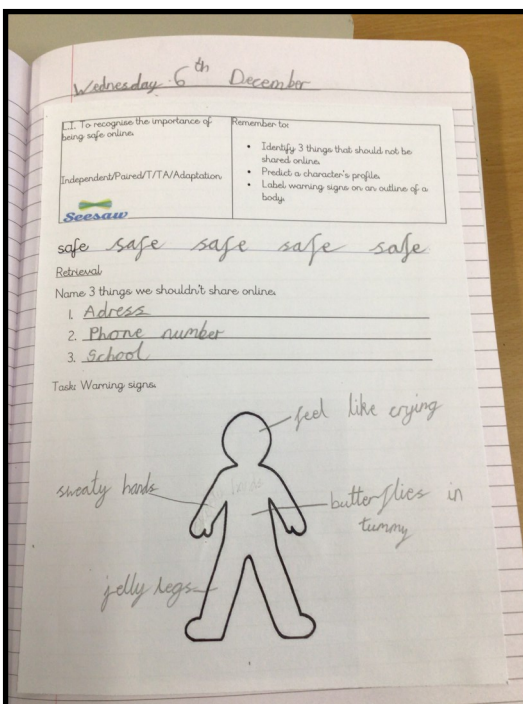 Wednesday 6th December
L.I. To recognise the importance of
being safe online.
Independent/Paired/T/TA/Adaptation
Seesaw
Remember to:
• Identify 3 things that should not be
shared online.
• Predict a character's profile.
• Label warning signs on an outline of a
body.
safe safe safe safe safe
Retrieval
Name 3 things we shouldn't share online.
1. Adress
2. Phone number
3. School
Task: Warning signs.
feel like crying
sweaty hands
butterflies in
tummy
jelly legs